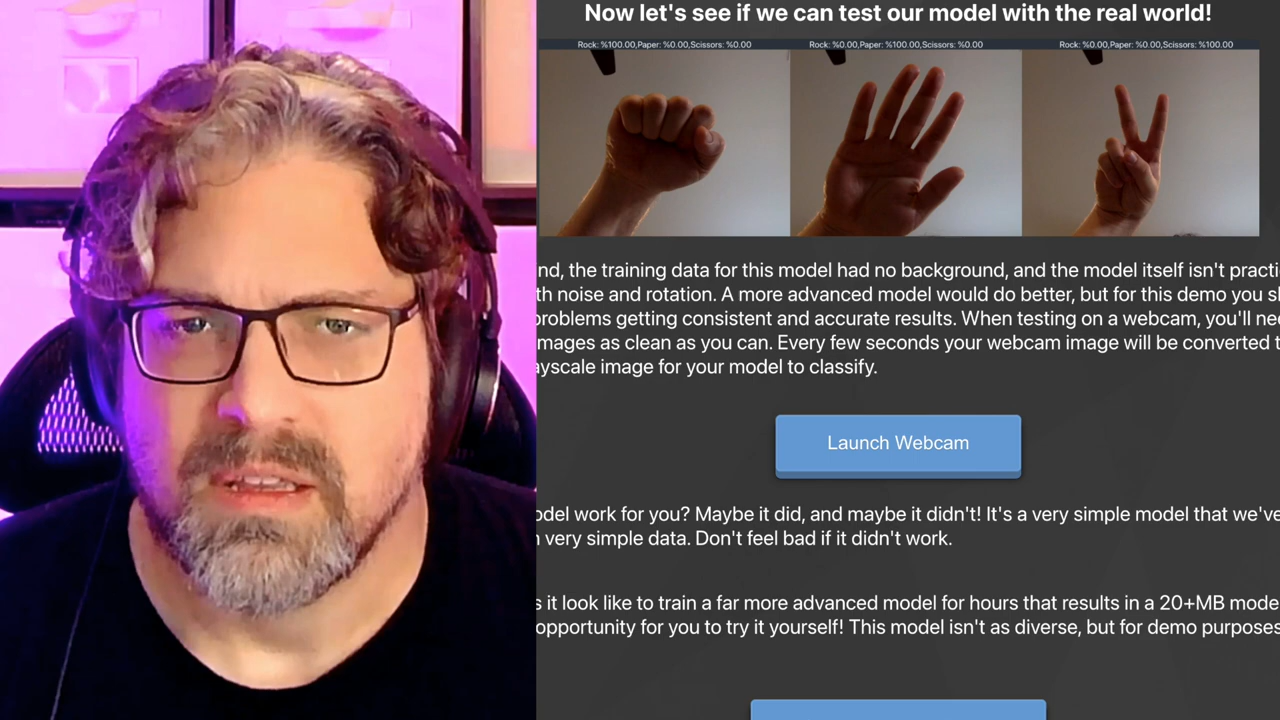 Now let's see if we can test our model with the real world!
Rock: %100.00,Paper: %0.00,Scissors: %0.00
Rock: %0.00,Paper: %100.00,Scissors: %0.00
Rock: %0.00,Paper: %0.00,Scissors: %100.00
nd, the training data for this model had no background, and the model itself isn't practi
th noise and rotation. A more advanced model would do better, but for this demo you sh
problems getting consistent and accurate results. When testing on a webcam, you'll nee
mages as clean as you can. Every few seconds your webcam image will be converted t
ayscale image for your model to classify.
Launch Webcam
odel work for you? Maybe it did, and maybe it didn't! It's a very simple model that we've
n very simple data. Don't feel bad if it didn't work.
s it look like to train a far more advanced model for hours that results in a 20+MB mode
opportunity for you to try it yourself! This model isn't as diverse, but for demo purposes